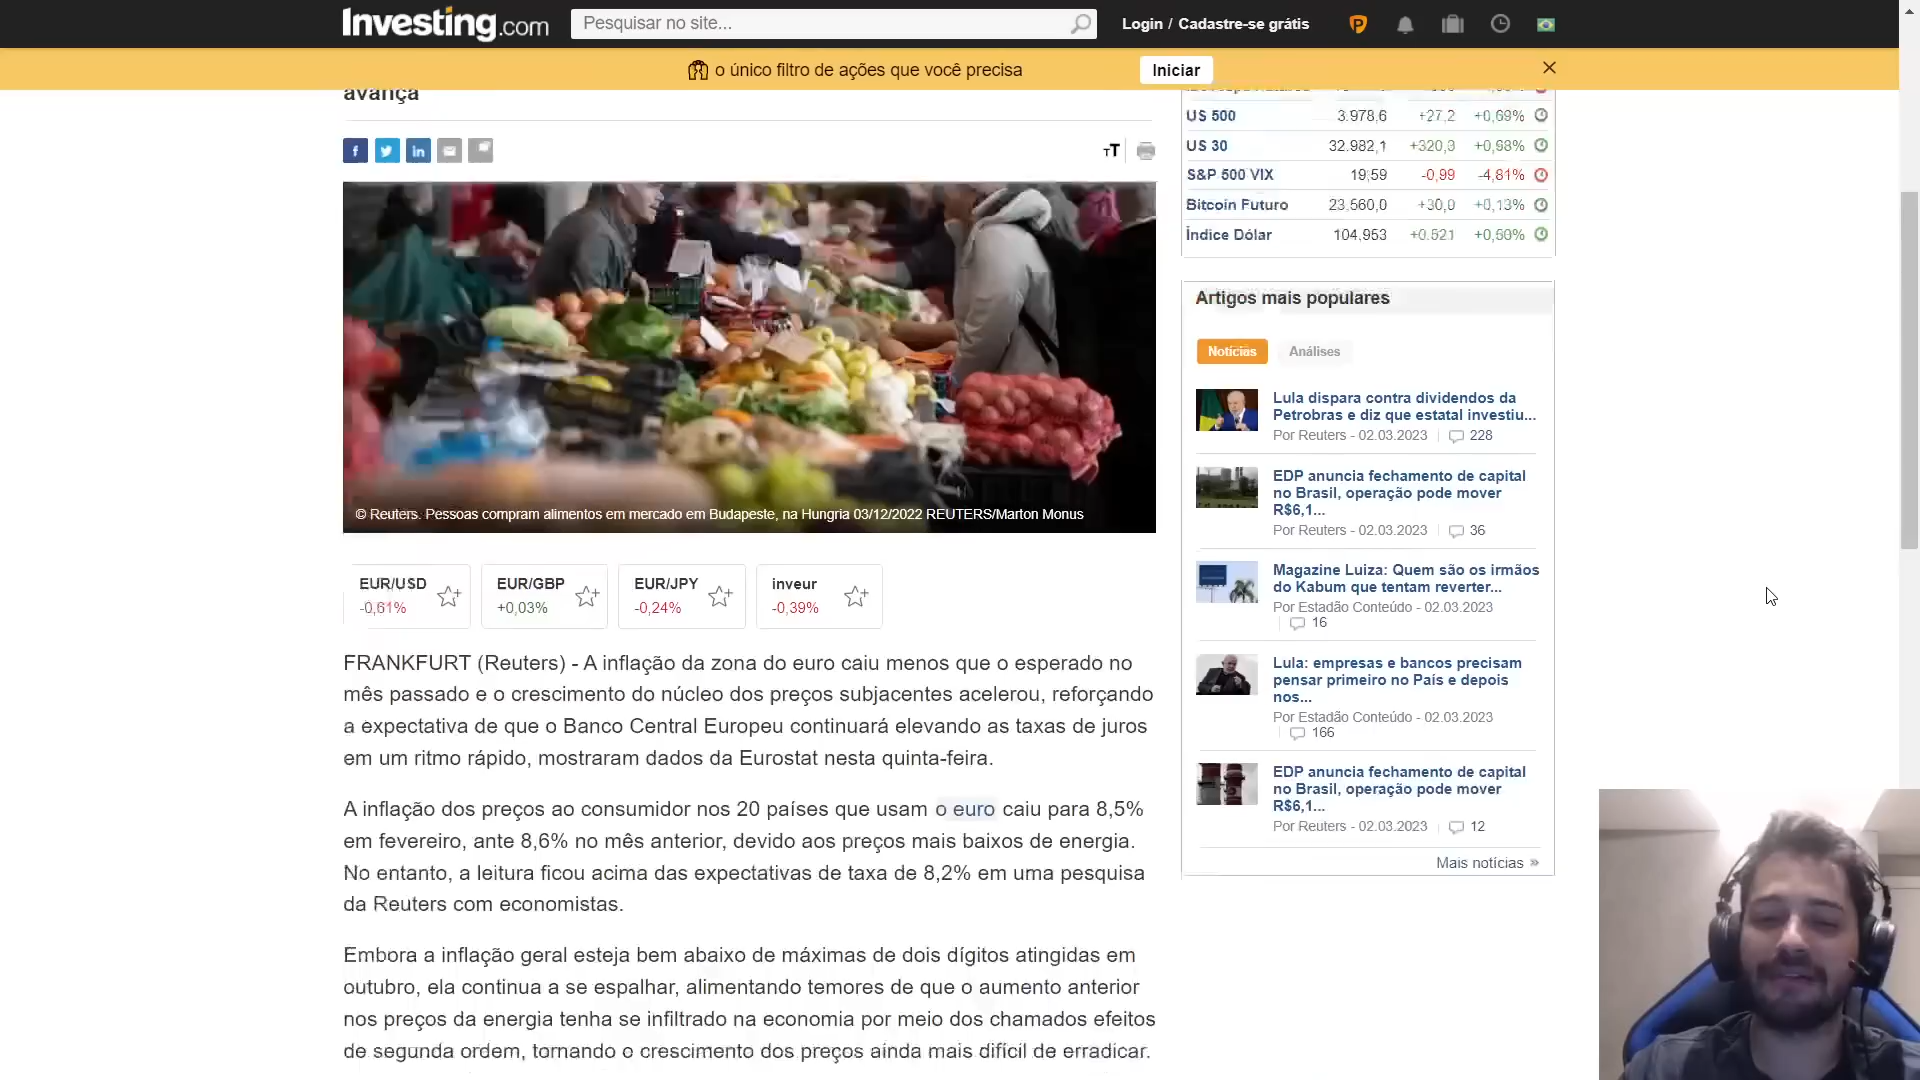 Investing.com
Pesquisar no site...
Login / Cadastre-se grátis
o único filtro de ações que você precisa
Iniciar
avança
US 500 3.978,6 +27,2 +0,69%
US 30 32.982,1 +320,3 +0,98%
S&P 500 VIX 19,59 -0,99 -4,81%
Bitcoin Futuro 23.560,0 +30,0 +0,13%
Índice Dólar 104,953 +0.521 +0,50%
© Reuters. Pessoas compram alimentos em mercado em Budapeste, na Hungria 03/12/2022 REUTERS/Marton Monus
EUR/USD
-0,61%
EUR/GBP
+0,03%
EUR/JPY
-0,24%
inveur
-0,39%
FRANKFURT (Reuters) - A inflação da zona do euro caiu menos que o esperado no
mês passado e o crescimento do núcleo dos preços subjacentes acelerou, reforçando
a expectativa de que o Banco Central Europeu continuará elevando as taxas de juros
em um ritmo rápido, mostraram dados da Eurostat nesta quinta-feira.
A inflação dos preços ao consumidor nos 20 países que usam o euro caiu para 8,5%
em fevereiro, ante 8,6% no mês anterior, devido aos preços mais baixos de energia.
No entanto, a leitura ficou acima das expectativas de taxa de 8,2% em uma pesquisa
da Reuters com economistas.
Embora a inflação geral esteja bem abaixo de máximas de dois dígitos atingidas em
outubro, ela continua a se espalhar, alimentando temores de que o aumento anterior
nos preços da energia tenha se infiltrado na economia por meio dos chamados efeitos
de segunda ordem, tornando o crescimento dos preços ainda mais difícil de erradicar.
Artigos mais populares
Notícias
Análises
Lula dispara contra dividendos da
Petrobras e diz que estatal investiu...
Por Reuters - 02.03.2023 228
EDP anuncia fechamento de capital
no Brasil, operação pode mover
R$6,1...
Por Reuters - 02.03.2023 36
Magazine Luiza: Quem são os irmãos
do Kabum que tentam reverter...
Por Estadão Conteúdo - 02.03.2023
16
Lula: empresas e bancos precisam
pensar primeiro no País e depois
nos...
Por Estadão Conteúdo - 02.03.2023
166
EDP anuncia fechamento de capital
no Brasil, operação pode mover
R$6,1...
Por Reuters - 02.03.2023 12
Mais notícias »